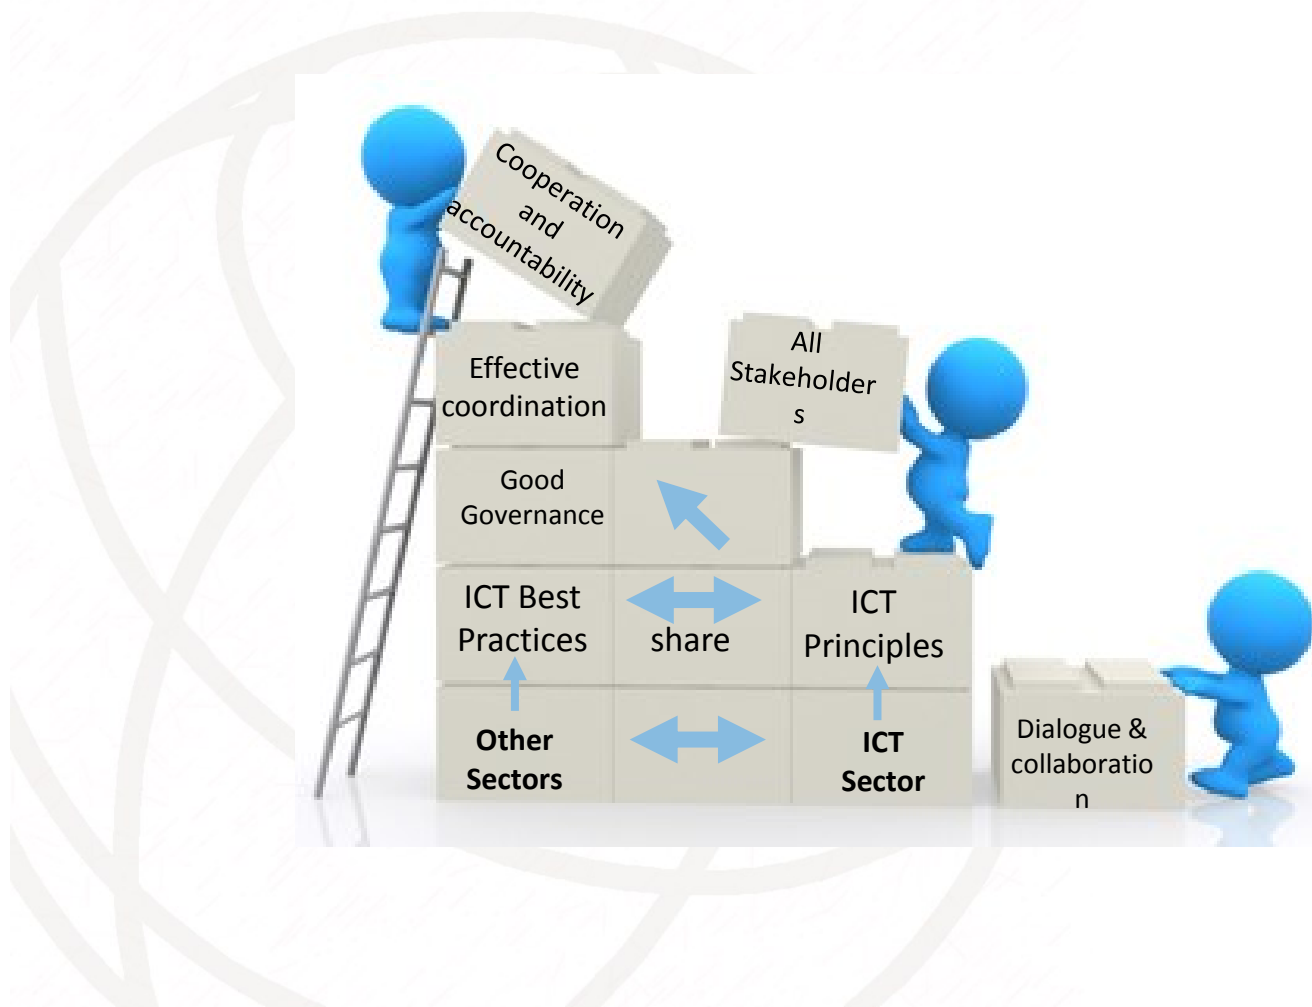 Cooperation
and
accountability
All
Stakeholder
s
Effective
coordination
Good
Governance
ICT Best
Practices
share
ICT
Principles
Other
Sectors
ICT
Sector
Dialogue &
collaboratio
n